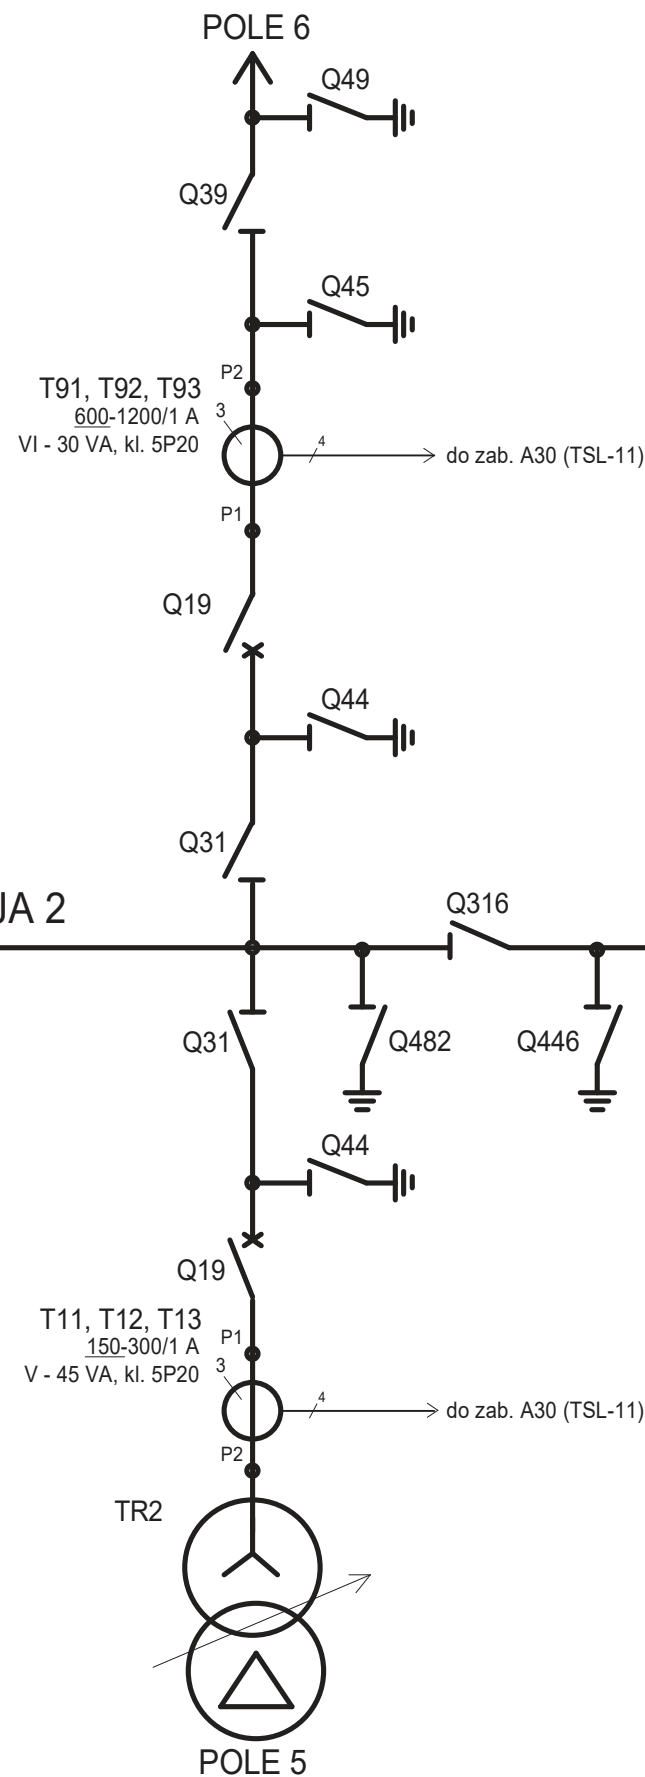 POLE 6
Q49
Q39
Q45
P2
T91, T92, T93
600-1200/1 A
3
VI - 30 VA, kl. 5P20
4
do zab. A30 (TSL-11)
P1
Q19
Q44
Q31
JA 2
Q316
Q31
Q482
Q446
Q44
Q19
T11, T12, T13
P1
150-300/1 A
3
V - 45 VA, kl. 5P20
4
do zab. A30 (TSL-11)
P2
TR2
POLE 5